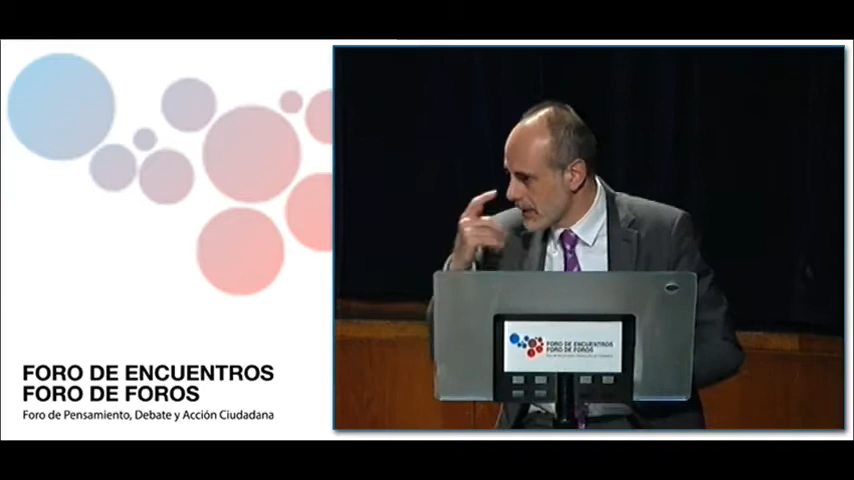 FORO DE ENCUENTROS
FORO DE FOROS
Foro de Pensamiento, Debate y Acción Ciudadana
FORO DE ENCUENTROS
FORO DE FOROS